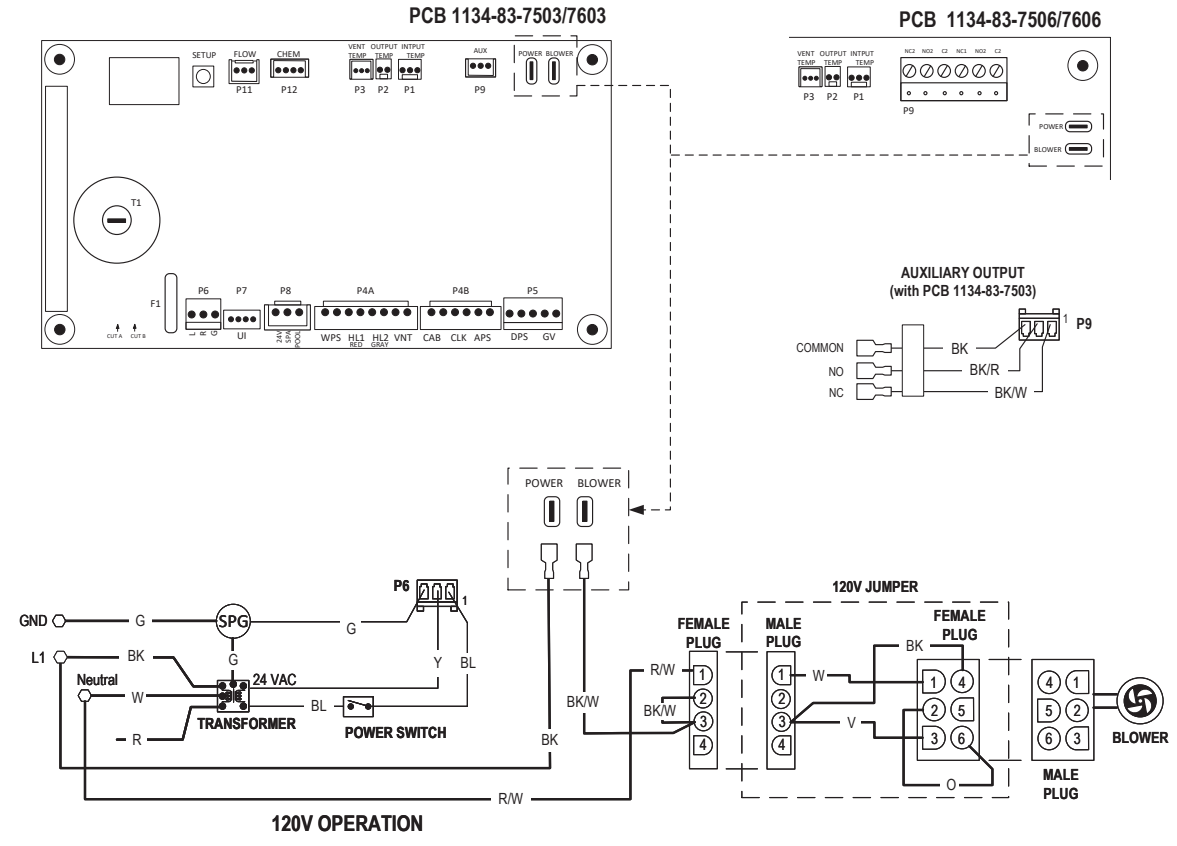 PCB 1134-83-7503/7603
PCB 1134-83-7506/7606
SETUP
FLOW
P11
CHEM
P12
VENT TEMP
P3
OUTPUT TEMP
P2
INTPUT TEMP
P1
AUX
P9
POWER
BLOWER
T1
F1
CUT A
CUT B
P6
L
R
G
P7
UI
P8
24V
SPA
POOL
P4A
WPS HL1 HL2 VNT
RED GRAY
P4B
CAB CLK APS
P5
DPS GV
VENT TEMP
P3
OUTPUT TEMP
P2
INTPUT TEMP
P1
NC2 NO2 C2 NC1 NO2 C2
P9
POWER
BLOWER
AUXILIARY OUTPUT
(with PCB 1134-83-7503)
1
P9
COMMON
BK
NO
BK/R
NC
BK/W
POWER BLOWER
P6
1
GND
G
SPG
G
G
L1
BK
Neutral
W
24 VAC
Y
BL
BL
TRANSFORMER
POWER SWITCH
R
BK
BK/W
R/W
BK/W
R/W
FEMALE
PLUG
1
2
3
4
120V JUMPER
MALE
PLUG
1
2
3
4
W
BK
V
O
FEMALE
PLUG
1 4
2 5
3 6
4 1
5 2
6 3
MALE
PLUG
BLOWER
120V OPERATION